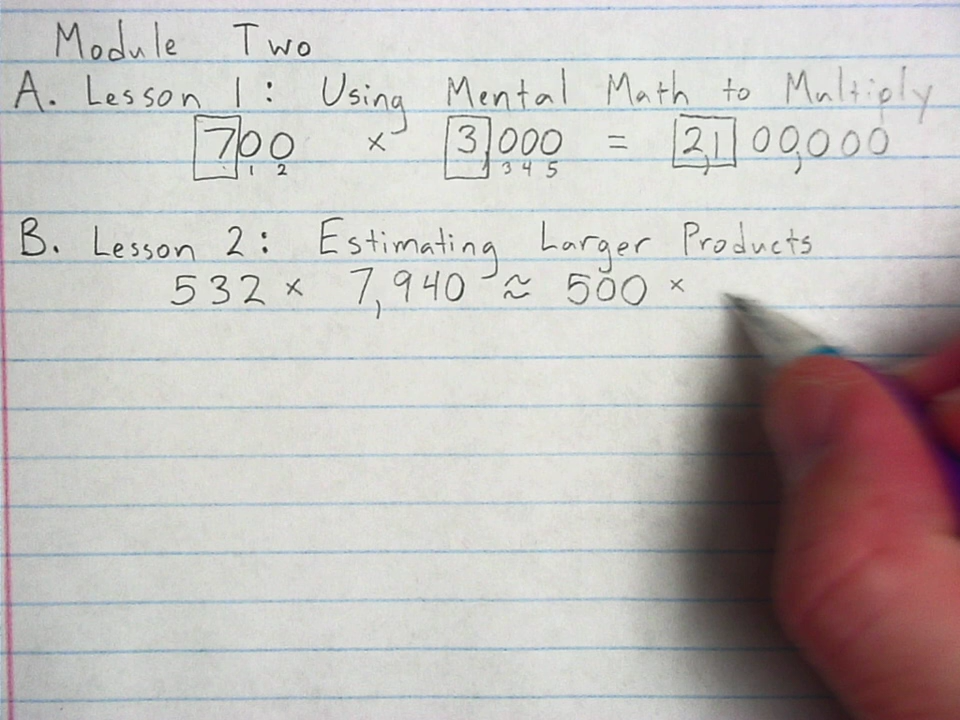 Module Two
A. Lesson 1: Using Mental Math to Multiply
700 × 3,000 = 2,100,000
1 2 3 4 5
B. Lesson 2: Estimating Larger Products
532 × 7,940 ≈ 500 ×